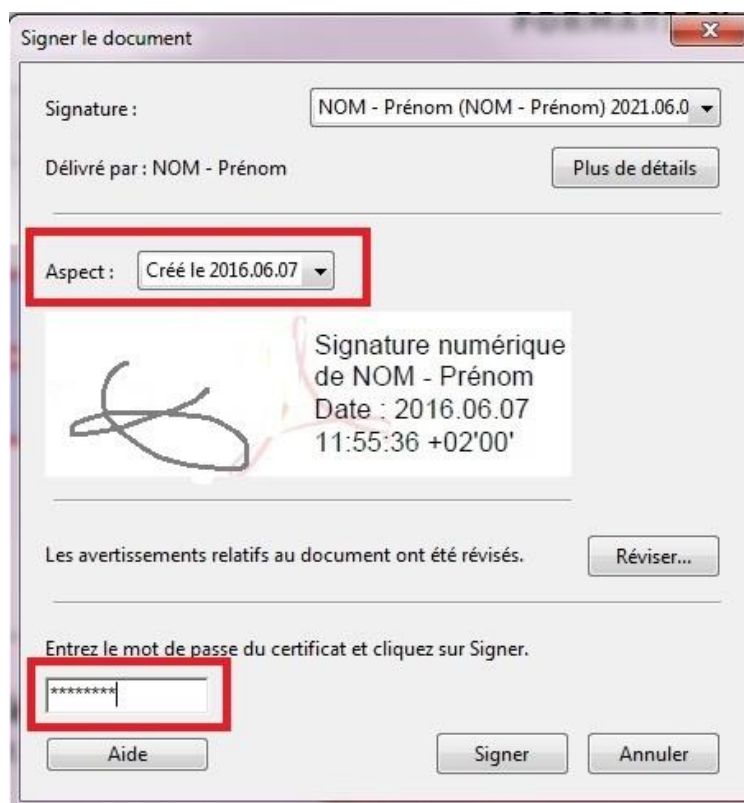 FORMATION
Signer le document
x
Signature :
NOM - Prénom (NOM - Prénom) 2021.06.0
Délivré par : NOM - Prénom
Plus de détails
Aspect :
Créé le 2016.06.07
Signature numérique
de NOM - Prénom
Date : 2016.06.07
11:55:36 +02'00'
Les avertissements relatifs au document ont été révisés.
Réviser...
Entrez le mot de passe du certificat et cliquez sur Signer.
********
Aide
Signer
Annuler